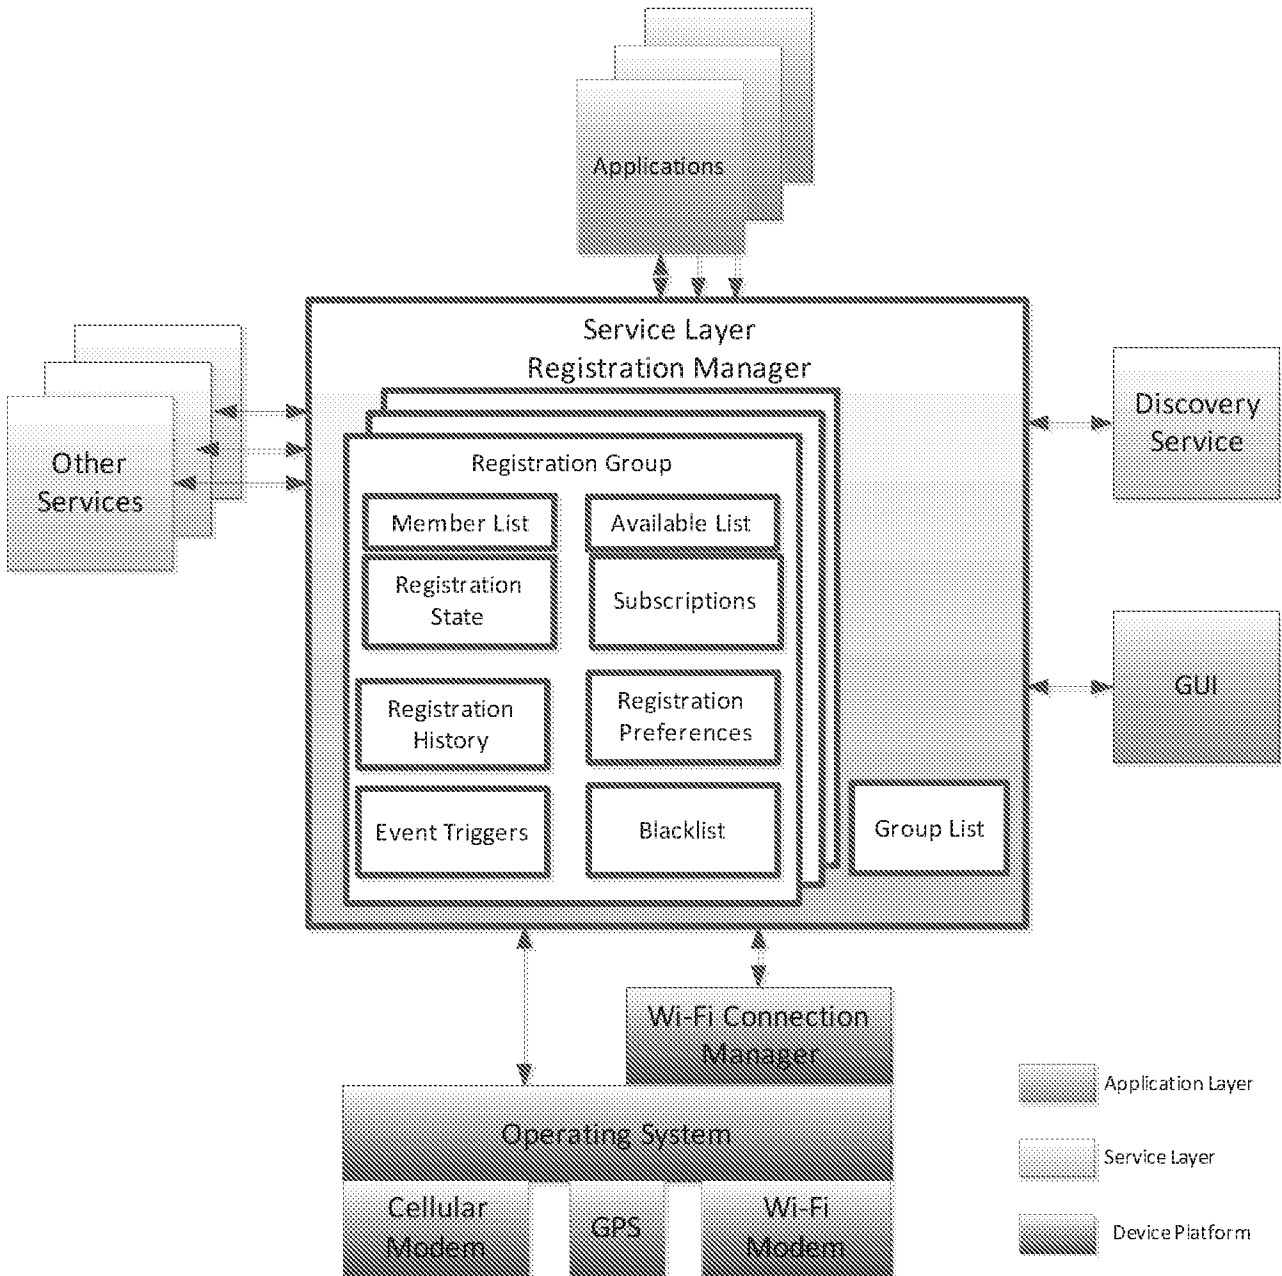 Applications
Service Layer
Registration Manager
Other
Services
Discovery
Service
Registration Group
Member List
Available List
Registration
State
Subscriptions
GUI
Registration
History
Registration
Preferences
Event Triggers
Blacklist
Group List
Wi-Fi Connection
Manager
Operating System
Cellular
Modem
GPS
Wi-Fi
Modem
Application Layer
Service Layer
Device Platform